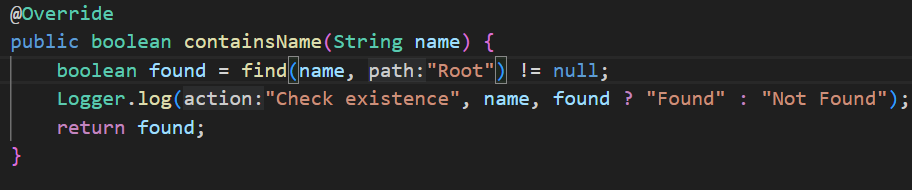 @Override
public boolean containsName(String name) {
    boolean found = find(name, path:"Root") != null;
    Logger.log(action:"Check existence", name, found ? "Found" : "Not Found");
    return found;
}